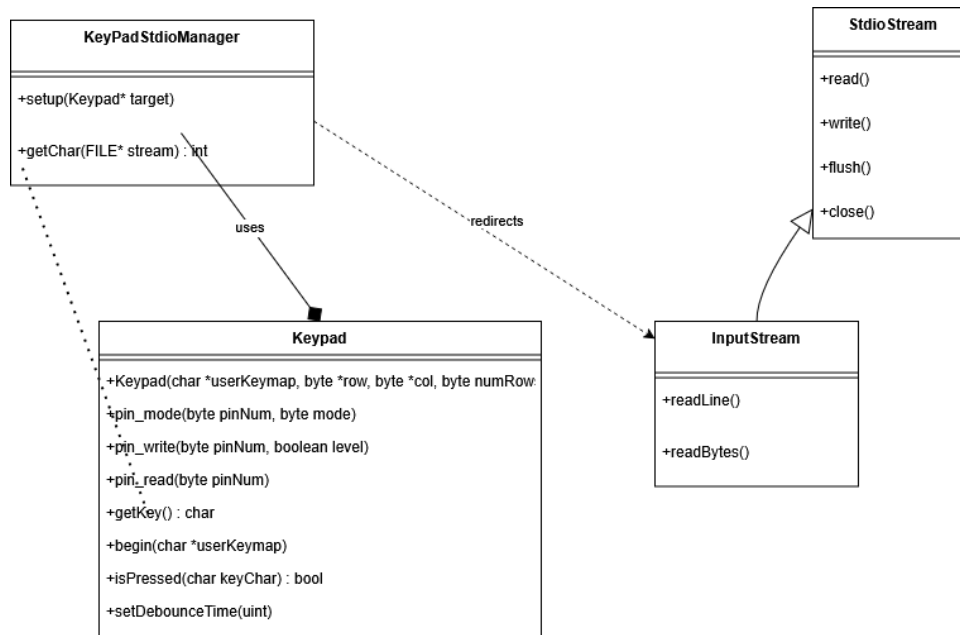 KeyPadStdioManager
+setup(Keypad* target)
+getChar(FILE* stream) : int
StdioStream
+read()
+write()
+flush()
+close()
uses
redirects
Keypad
+Keypad(char *userKeymap, byte *row, byte *col, byte numRows
+pin_mode(byte pinNum, byte mode)
+pin_write(byte pinNum, boolean level)
+pin_read(byte pinNum)
+getKey() : char
+begin(char *userKeymap)
+isPressed(char keyChar) : bool
+setDebounceTime(uint)
InputStream
+readLine()
+readBytes()